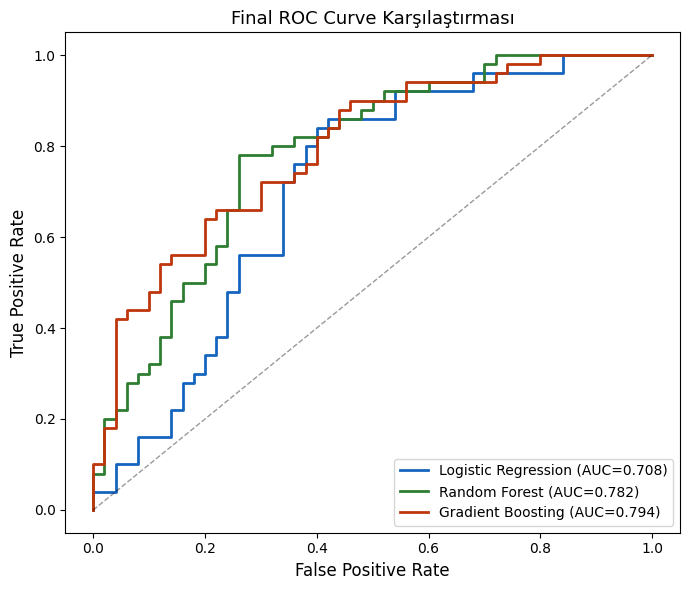 Final ROC Curve Karşılaştırması
True Positive Rate
1.0
0.8
0.6
0.4
0.2
0.0
Logistic Regression (AUC=0.708)
Random Forest (AUC=0.782)
Gradient Boosting (AUC=0.794)
0.0 0.2 0.4 0.6 0.8 1.0
False Positive Rate